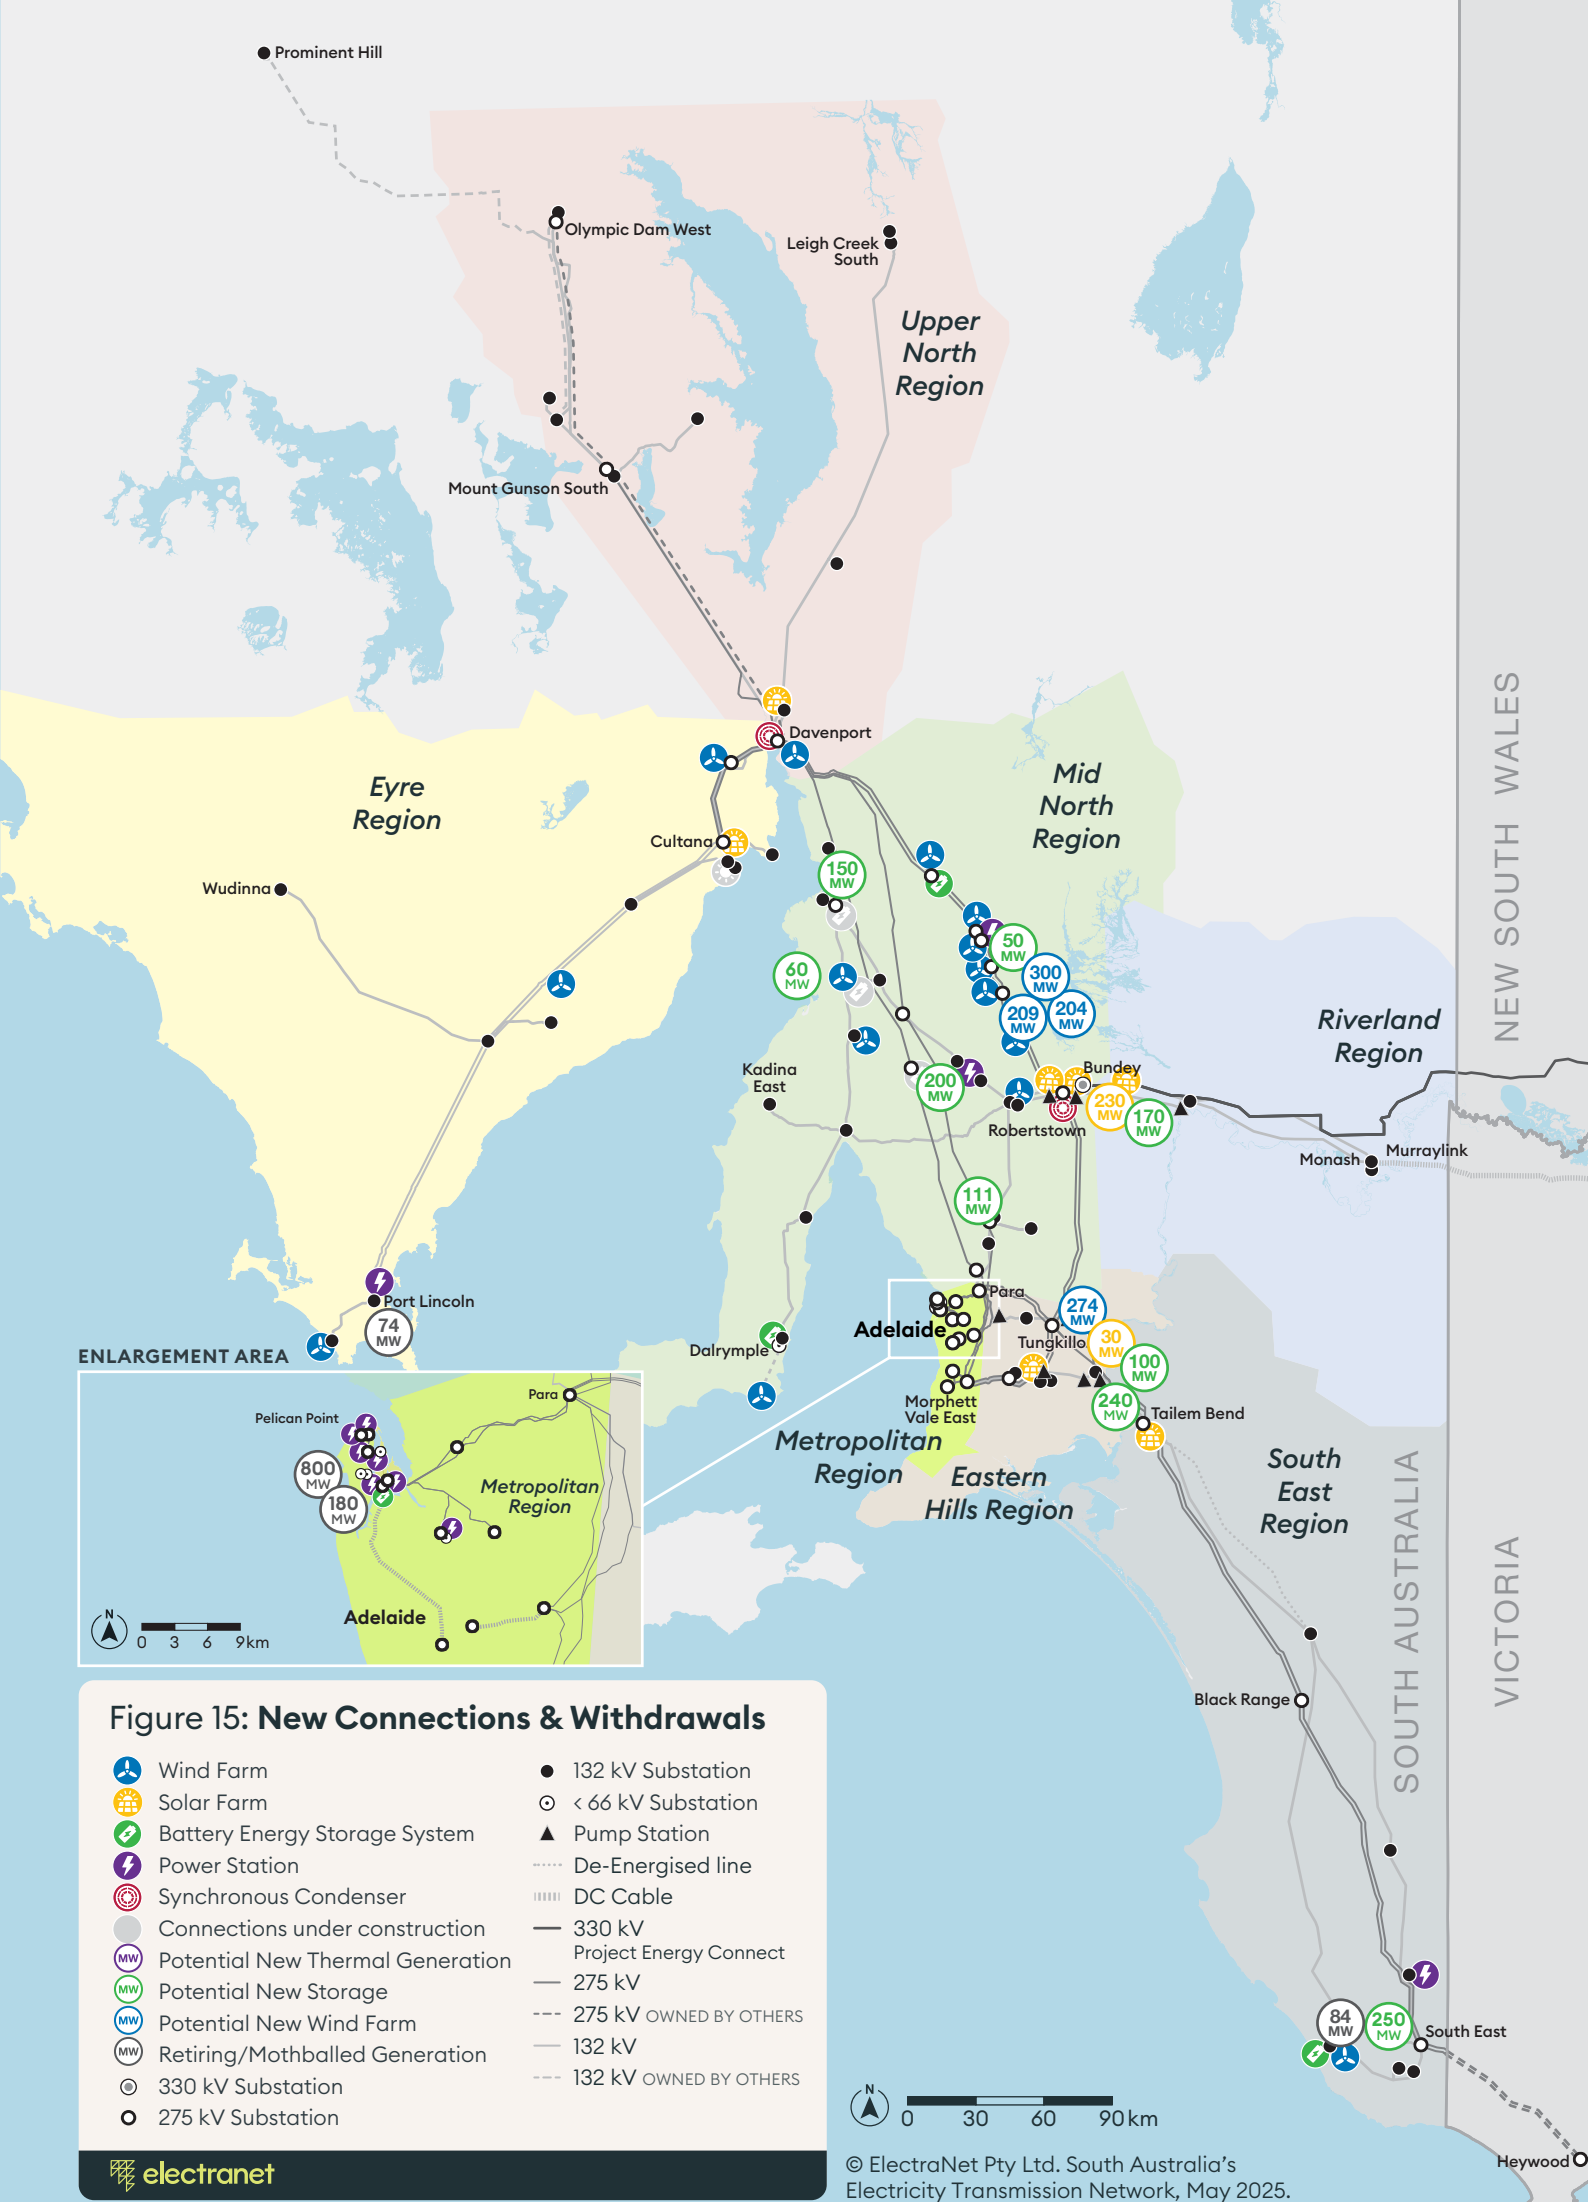 Prominent Hill
Olympic Dam West
Leigh Creek
South
Upper
North
Region
Mount Gunson South
Davenport
Eyre
Region
Mid
North
Region
Cultana
Wudinna
150
MW
60
MW
50
MW
300
MW
209
MW
204
MW
Riverland
Region
Kadina
East
200
MW
Bundey
230
MW
170
MW
Robertstown
Monash
Murraylink
111
MW
Port Lincoln
74
MW
Para
Adelaide
274
MW
Tungkillo
30
MW
100
MW
240
MW
Dalrymple
Morphett
Vale East
Tailem Bend
Metropolitan
Region
Eastern
Hills Region
South
East
Region
NEW SOUTH WALES
SOUTH AUSTRALIA
VICTORIA
Black Range
84
MW
250
MW
South East
Heywood
ENLARGEMENT AREA
Para
Pelican Point
800
MW
180
MW
Metropolitan
Region
Adelaide
N
0 3 6 9km
Figure 15: New Connections & Withdrawals
Wind Farm
Solar Farm
Battery Energy Storage System
Power Station
Synchronous Condenser
Connections under construction
MW Potential New Thermal Generation
MW Potential New Storage
MW Potential New Wind Farm
MW Retiring/Mothballed Generation
330 kV Substation
275 kV Substation
132 kV Substation
< 66 kV Substation
Pump Station
De-Energised line
DC Cable
330 kV
Project Energy Connect
275 kV
275 kV OWNED BY OTHERS
132 kV
132 kV OWNED BY OTHERS
electranet
N
0 30 60 90km
© ElectraNet Pty Ltd. South Australia’s
Electricity Transmission Network, May 2025.